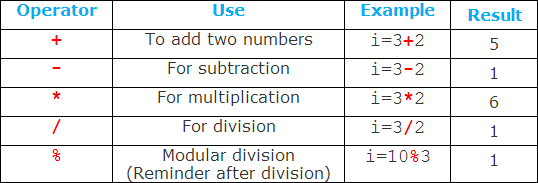 Operator Use Example Result
+ To add two numbers i=3+2 5
- For subtraction i=3-2 1
* For multiplication i=3*2 6
/ For division i=3/2 1
% Modular division i=10%3 1
(Reminder after division)